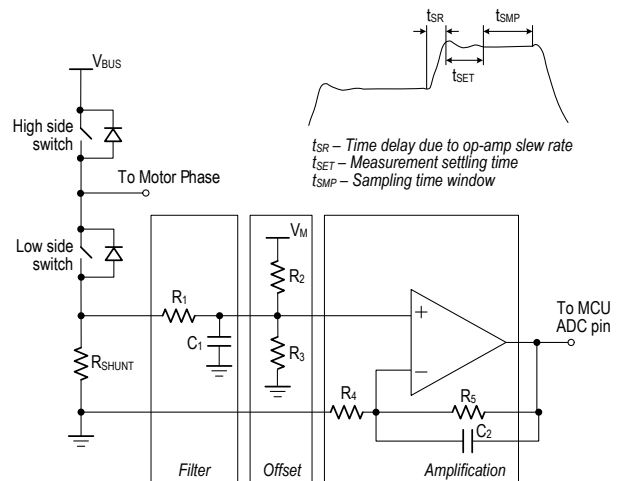 tSR
tSMP
tSET
VBUS
High side
switch
tSR – Time delay due to op-amp slew rate
tSET – Measurement settling time
tSMP – Sampling time window
To Motor Phase
Low side
switch
VM
R2
R1
C1
R3
+
−
To MCU
ADC pin
RSHUNT
R4
R5
C2
Filter
Offset
Amplification